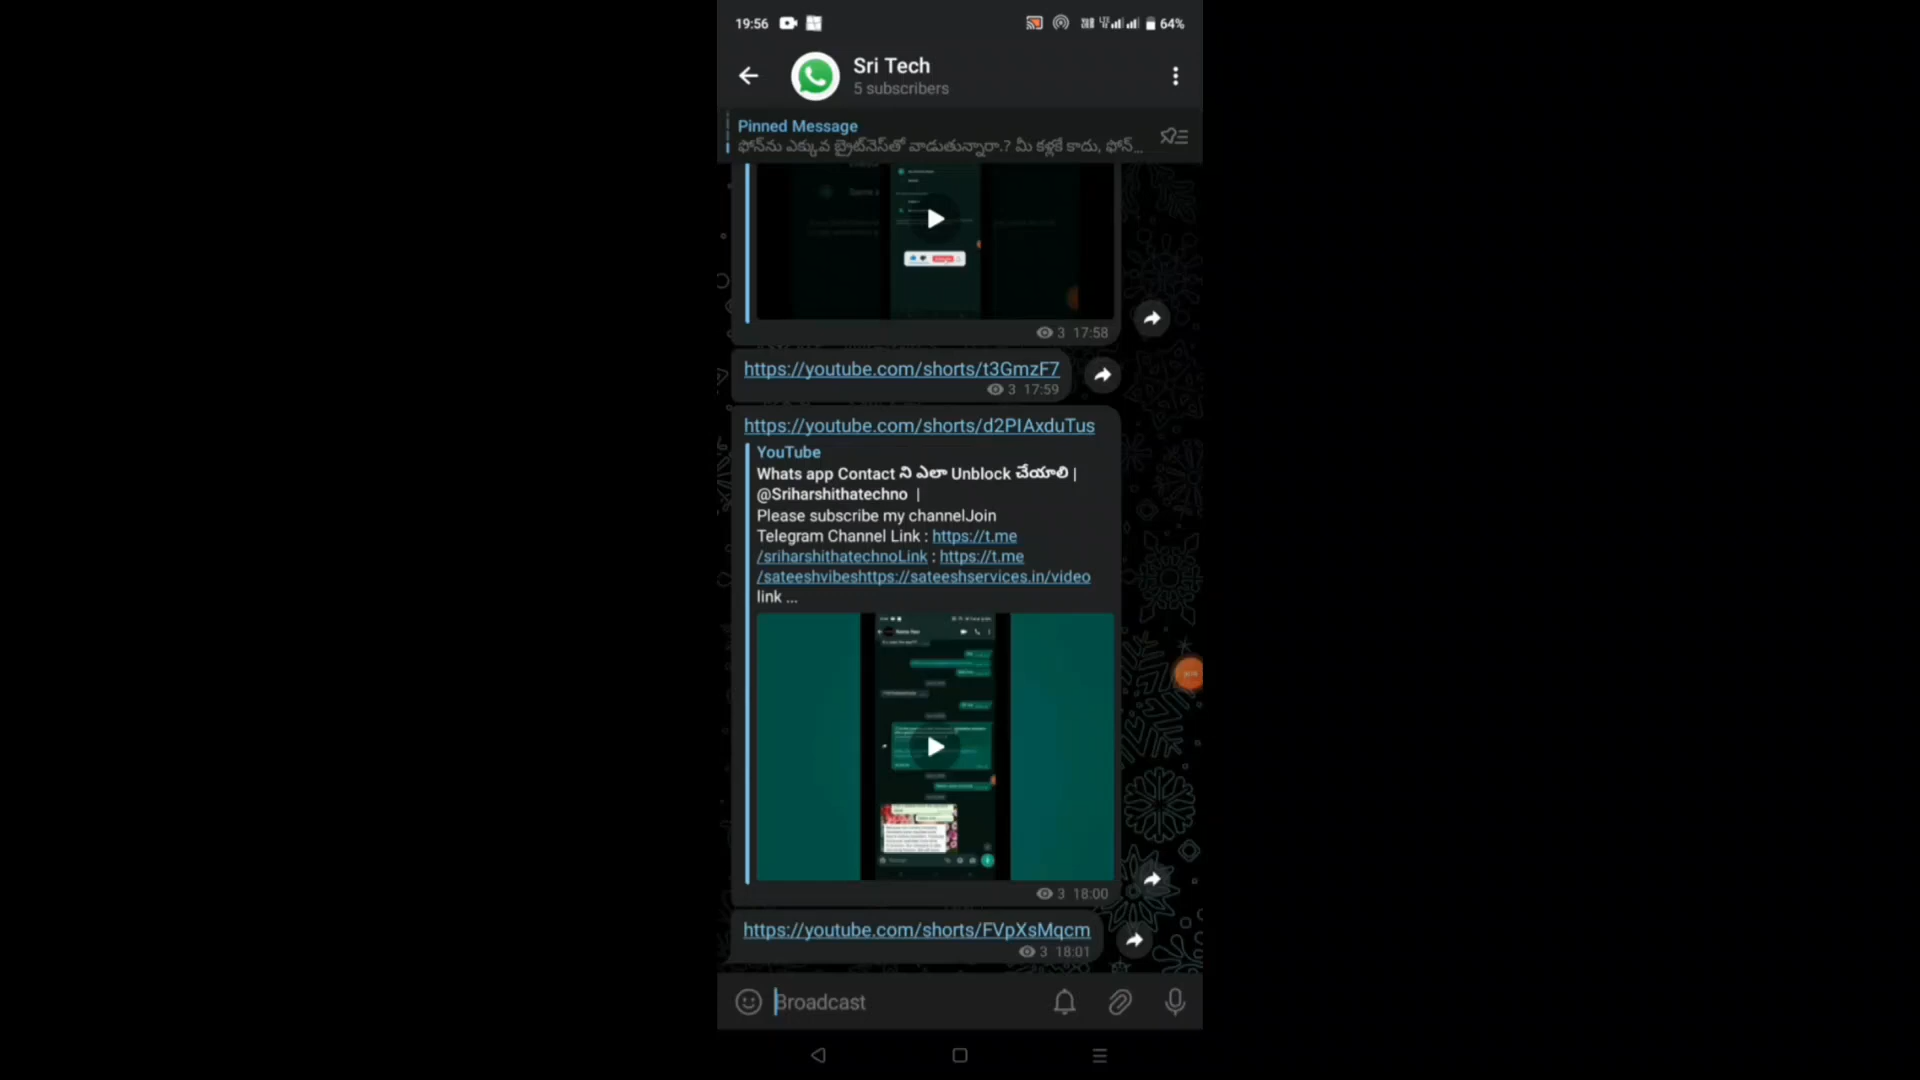 19:56
64%
Sri Tech
5 subscribers
Pinned Message
ఫోన్‌ను ఎక్కువ బ్రైట్‌నెస్‌తో వాడుతున్నారా.? మీ కళ్లకే కాదు, ఫోన్...
3 17:58
https://youtube.com/shorts/t3GmzF7
3 17:59
https://youtube.com/shorts/d2PIAxduTus
YouTube
Whats app Contact ని ఎలా Unblock చేయాలి |
@Sriharshithatechno |
Please subscribe my channelJoin
Telegram Channel Link : https://t.me
/sriharshithatechnoLink : https://t.me
/sateeshvibeshttps://sateeshservices.in/video
link ...
3 18:00
https://youtube.com/shorts/FVpXsMqcm
3 18:01
Broadcast